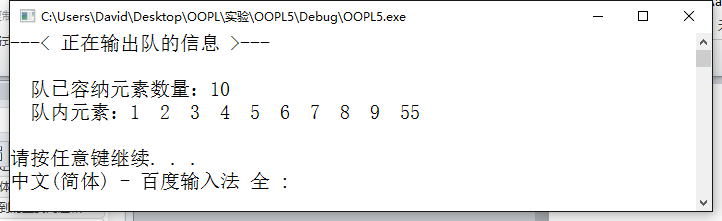 C:\Users\David\Desktop\OOPL\实验\OOPL5\Debug\OOPL5.exe
---< 正在输出队的信息 >---
队已容纳元素数量：10
队内元素：1 2 3 4 5 6 7 8 9 55
请按任意键继续. . .
中文(简体) - 百度输入法 全 :